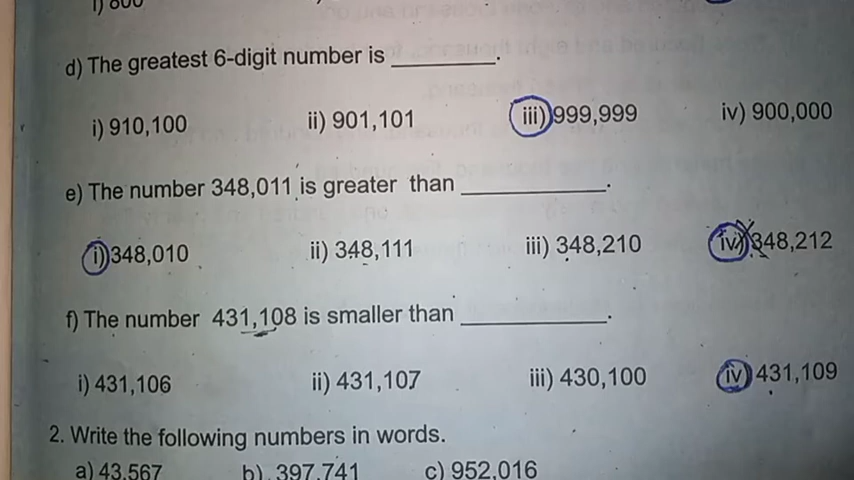 i) 800
d) The greatest 6-digit number is ________.
i) 910,100 ii) 901,101 iii) 999,999 iv) 900,000
e) The number 348,011 is greater than ____________.
i) 348,010 ii) 348,111 iii) 348,210 iv) 348,212
f) The number 431,108 is smaller than ____________.
i) 431,106 ii) 431,107 iii) 430,100 iv) 431,109
2. Write the following numbers in words.
a) 43,567 b) 397,741 c) 952,016